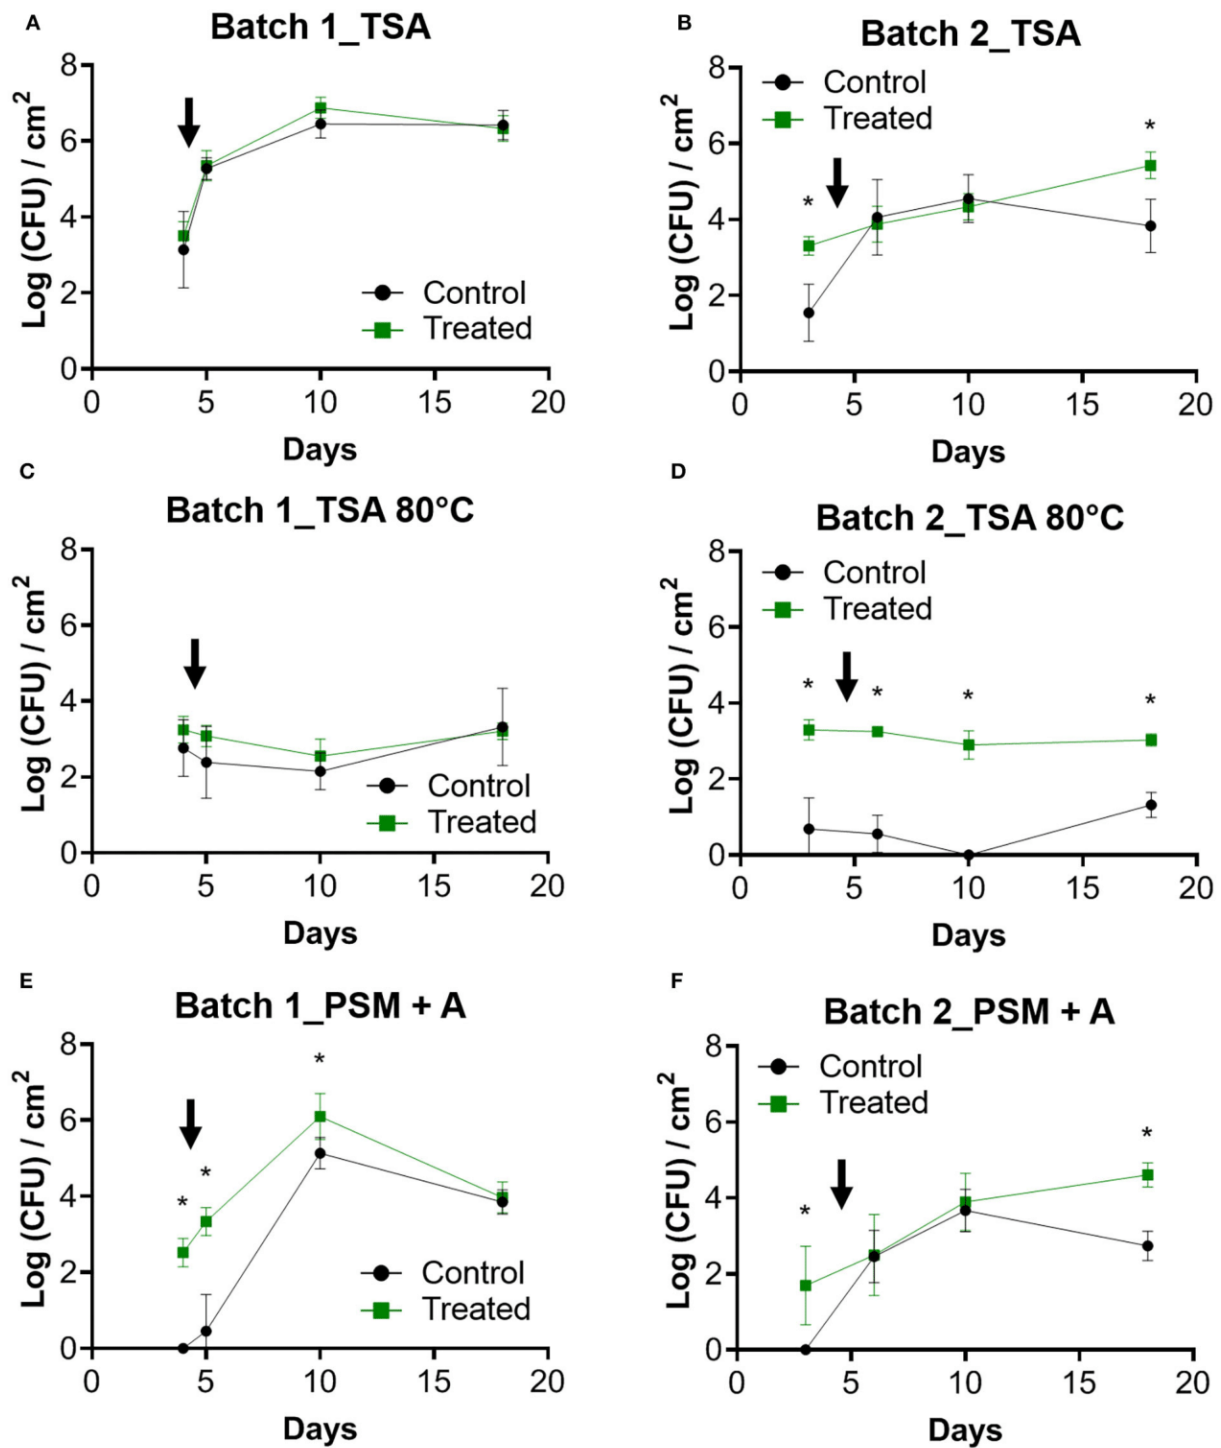 A
Batch 1_TSA
Log (CFU) / cm²
8
6
4
2
0
0 5 10 15 20
Days
Control
Treated
B
Batch 2_TSA
Log (CFU) / cm²
8
6
4
2
0
0 5 10 15 20
Days
Control
Treated
*
*
C
Batch 1_TSA 80°C
Log (CFU) / cm²
8
6
4
2
0
0 5 10 15 20
Days
Control
Treated
D
Batch 2_TSA 80°C
Log (CFU) / cm²
8
6
4
2
0
0 5 10 15 20
Days
Control
Treated
* * * *
E
Batch 1_PSM + A
Log (CFU) / cm²
8
6
4
2
0
0 5 10 15 20
Days
Control
Treated
*
*
*
F
Batch 2_PSM + A
Log (CFU) / cm²
8
6
4
2
0
0 5 10 15 20
Days
Control
Treated
*
*